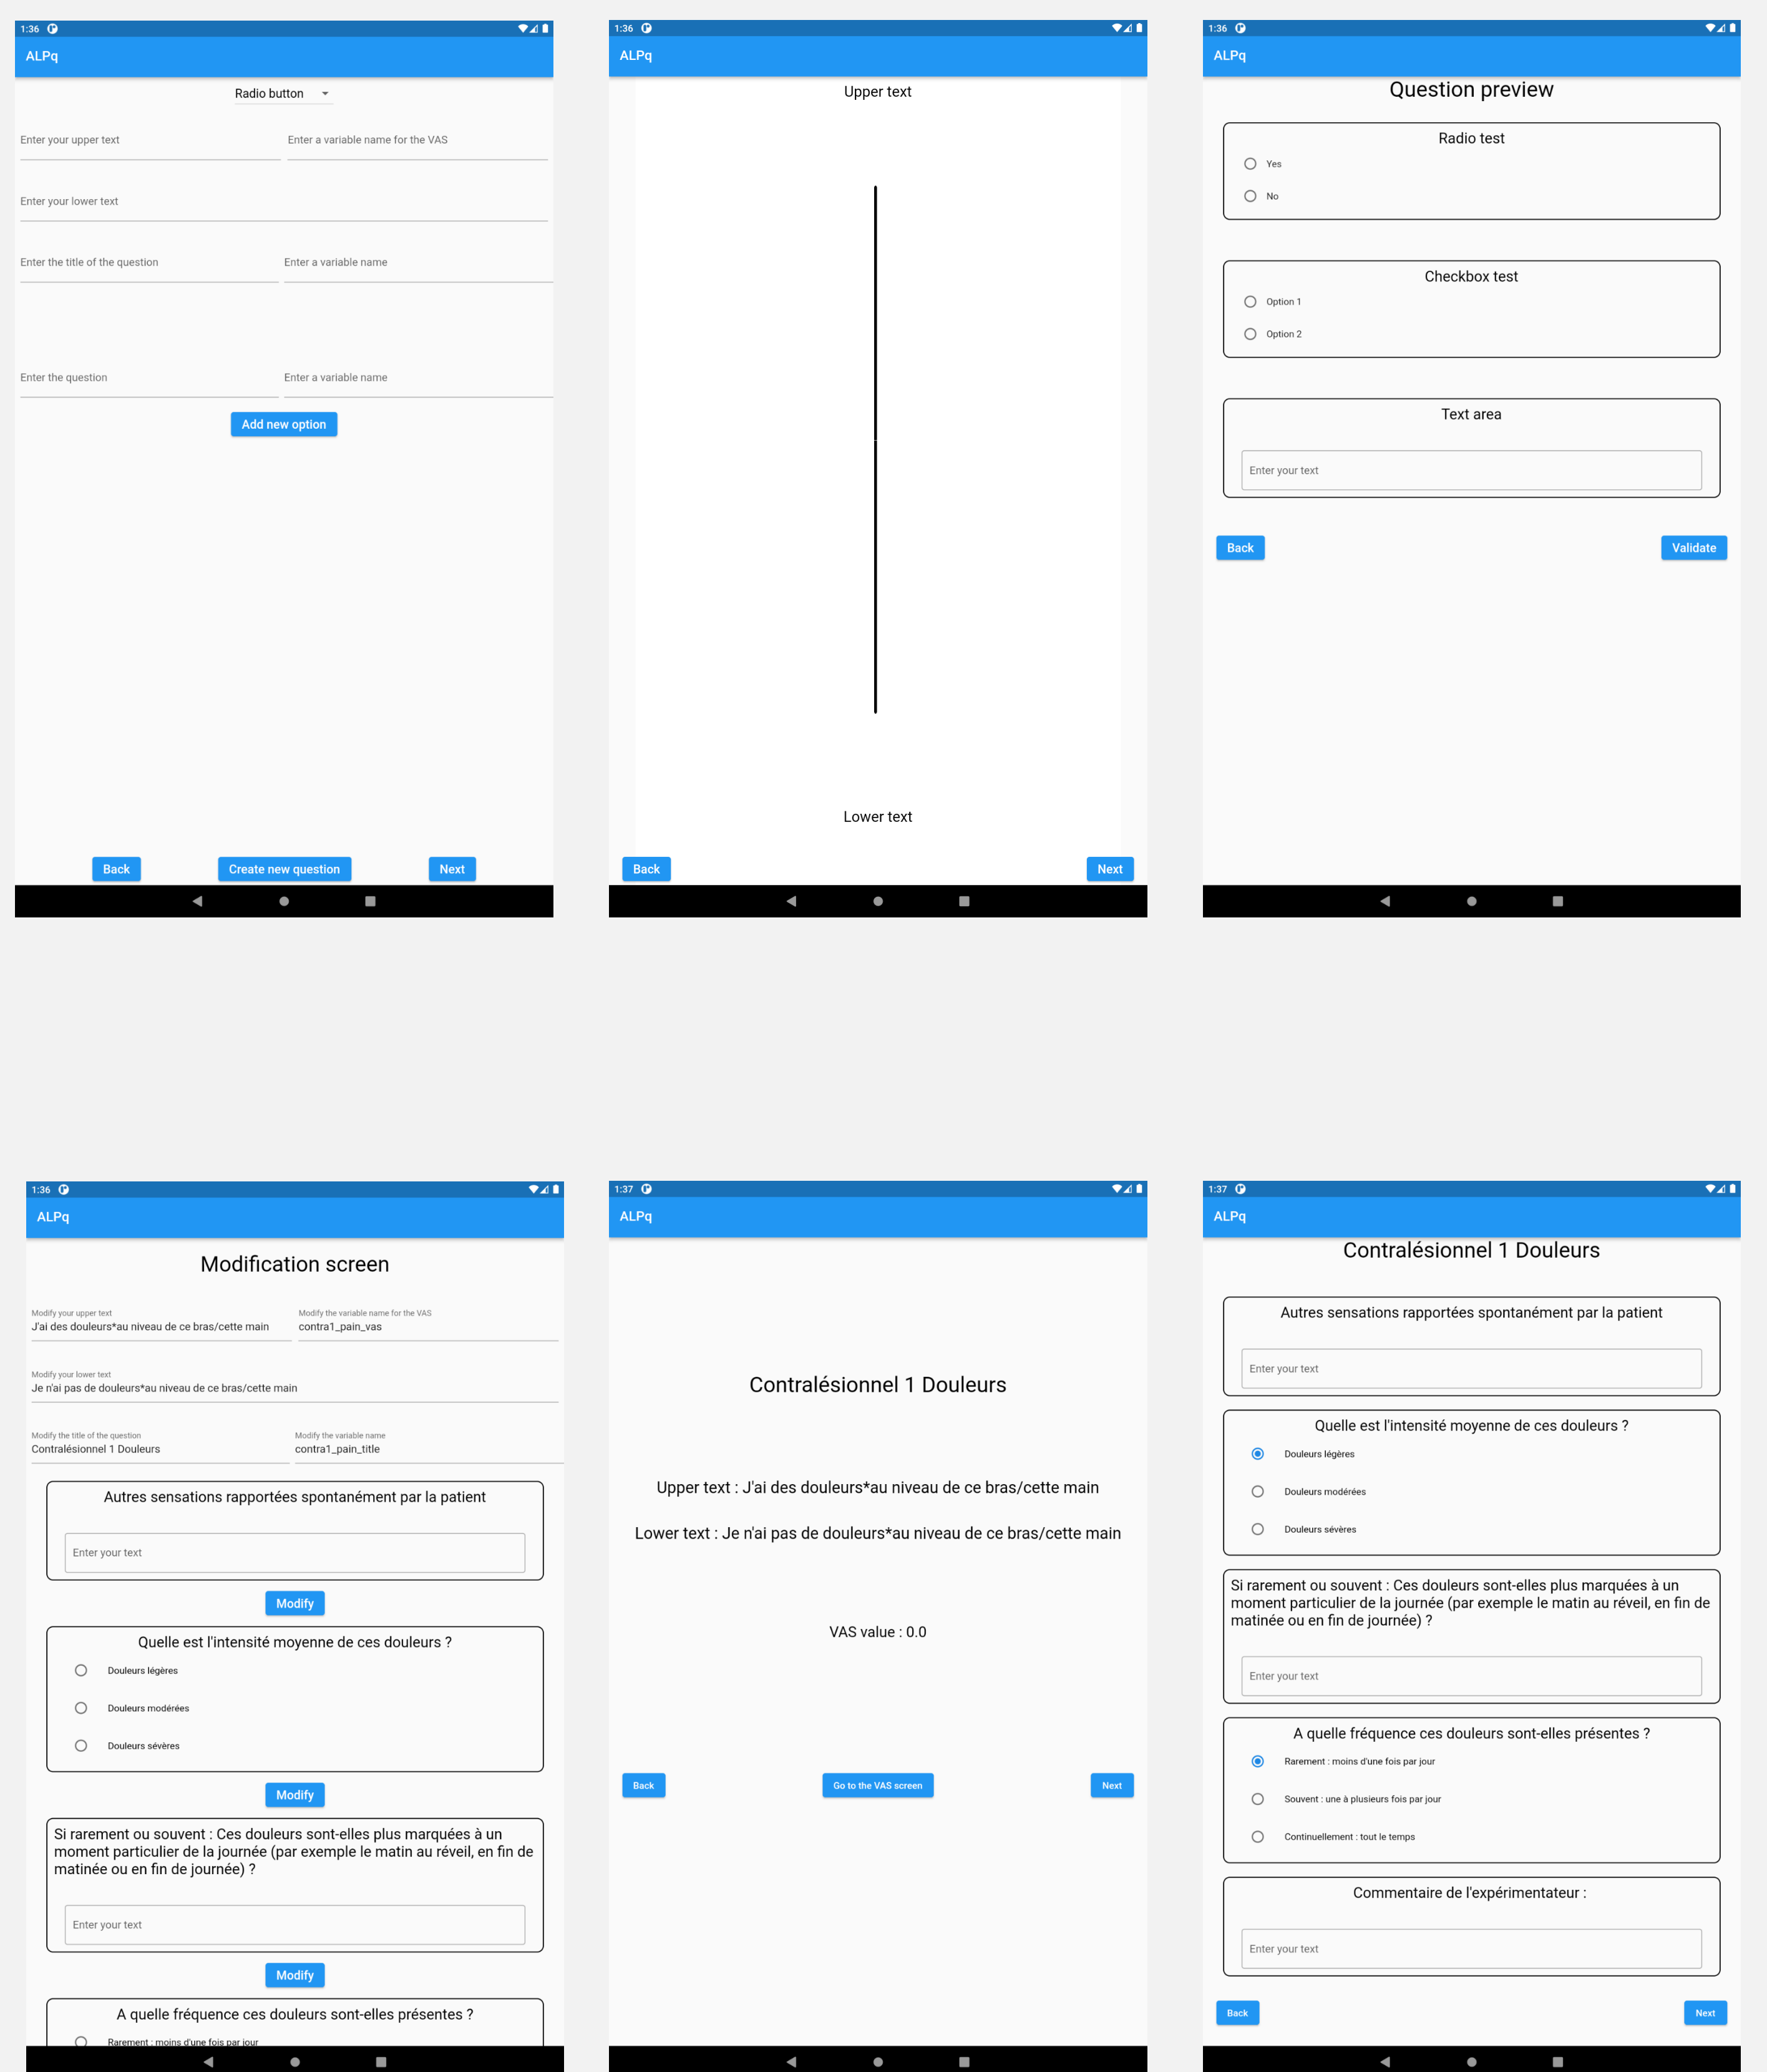 1:36
ALPq
Radio button
Enter your upper text
Enter a variable name for the VAS
Enter your lower text
Enter the title of the question
Enter a variable name
Enter the question
Enter a variable name
Add new option
Back
Create new question
Next
1:36
ALPq
Upper text
Lower text
Back
Next
1:36
ALPq
Question preview
Radio test
Yes
No
Checkbox test
Option 1
Option 2
Text area
Enter your text
Back
Validate
1:36
ALPq
Modification screen
Modify your upper text
J'ai des douleurs*au niveau de ce bras/cette main
Modify the variable name for the VAS
contra1_pain_vas
Modify your lower text
Je n'ai pas de douleurs*au niveau de ce bras/cette main
Modify the title of the question
Contralésionnel 1 Douleurs
Modify the variable name
contra1_pain_title
Autres sensations rapportées spontanément par la patient
Enter your text
Modify
Quelle est l'intensité moyenne de ces douleurs ?
Douleurs légères
Douleurs modérées
Douleurs sévères
Modify
Si rarement ou souvent : Ces douleurs sont-elles plus marquées à un
moment particulier de la journée (par exemple le matin au réveil, en fin de
matinée ou en fin de journée) ?
Enter your text
Modify
A quelle fréquence ces douleurs sont-elles présentes ?
Rarement : moins d'une fois par jour
1:37
ALPq
Contralésionnel 1 Douleurs
Upper text : J'ai des douleurs*au niveau de ce bras/cette main
Lower text : Je n'ai pas de douleurs*au niveau de ce bras/cette main
VAS value : 0.0
Back
Go to the VAS screen
Next
1:37
ALPq
Contralésionnel 1 Douleurs
Autres sensations rapportées spontanément par la patient
Enter your text
Quelle est l'intensité moyenne de ces douleurs ?
Douleurs légères
Douleurs modérées
Douleurs sévères
Si rarement ou souvent : Ces douleurs sont-elles plus marquées à un
moment particulier de la journée (par exemple le matin au réveil, en fin de
matinée ou en fin de journée) ?
Enter your text
A quelle fréquence ces douleurs sont-elles présentes ?
Rarement : moins d'une fois par jour
Souvent : une à plusieurs fois par jour
Continuellement : tout le temps
Commentaire de l'expérimentateur :
Enter your text
Back
Next